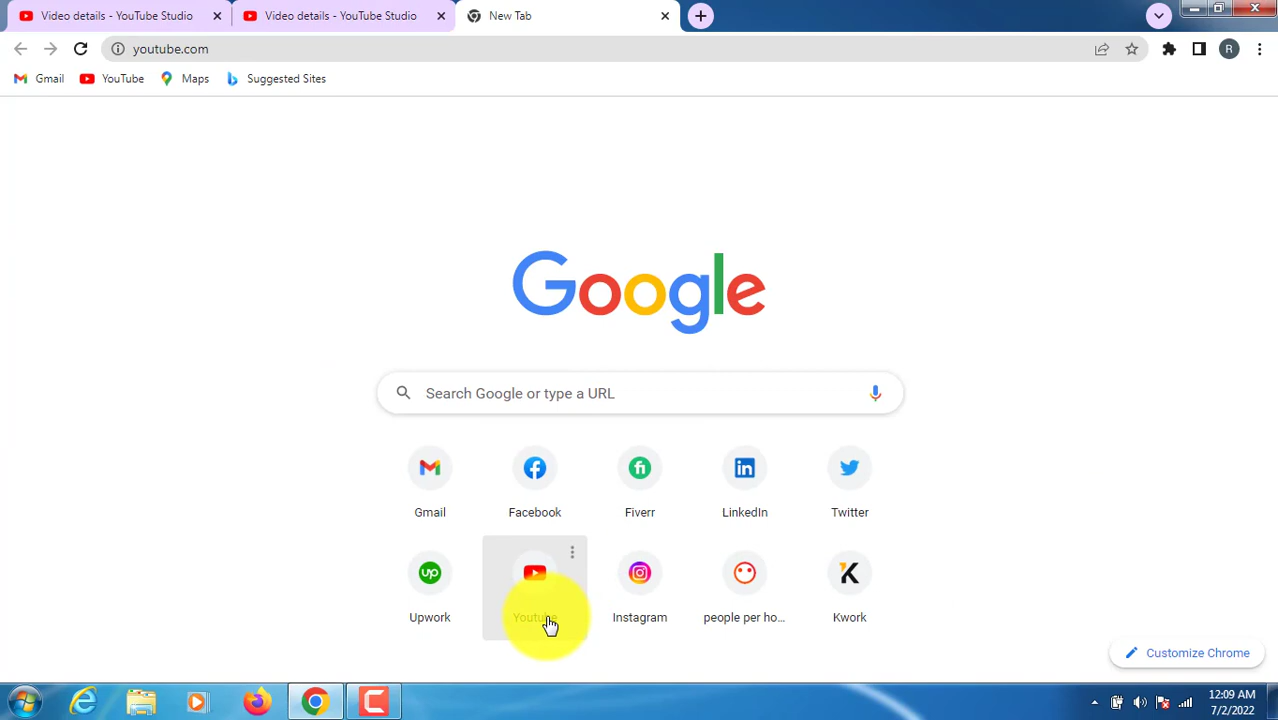 Video details - YouTube Studio
Video details - YouTube Studio
New Tab
youtube.com
R
Gmail
YouTube
Maps
Suggested Sites
Google
Search Google or type a URL
Gmail
Facebook
Fiverr
LinkedIn
Twitter
Upwork
Youtube
Instagram
people per ho...
Kwork
Customize Chrome
12:09 AM
7/2/2022